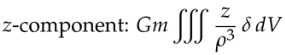 z-component: Gm ∭ z/ρ³ δ dV